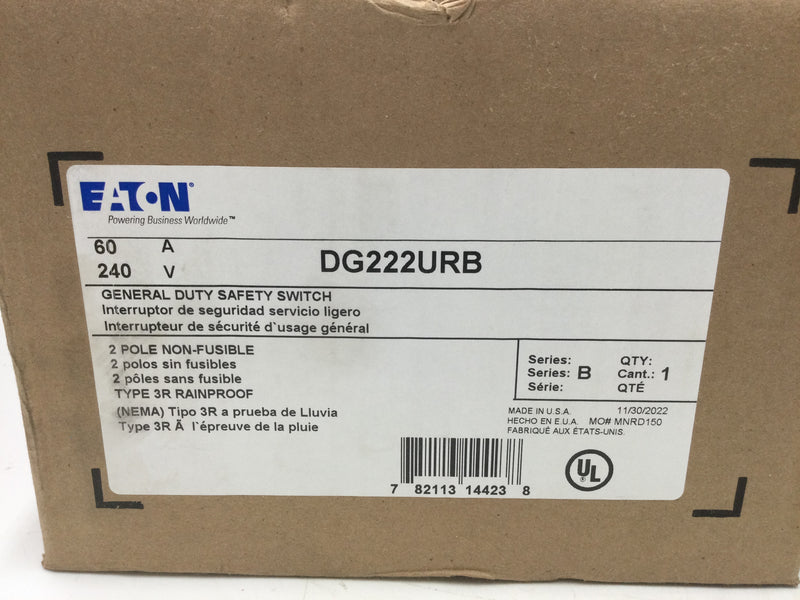 EATON®
Powering Business Worldwide™
60 A
240 V
DG222URB
GENERAL DUTY SAFETY SWITCH
Interruptor de seguridad servicio ligero
Interrupteur de sécurité d`usage général
2 POLE NON-FUSIBLE
2 polos sin fusibles
2 pôles sans fusible
TYPE 3R RAINPROOF
(NEMA) Tipo 3R a prueba de Lluvia
Type 3R Ã l`épreuve de la pluie
Series: QTY:
Series: B Cant.: 1
Série: QTÉ
MADE IN U.S.A. 11/30/2022
HECHO EN E.U.A. MO# MNRD150
FABRIQUÉ AUX ÉTATS-UNIS.
7 82113 14423 8
UL